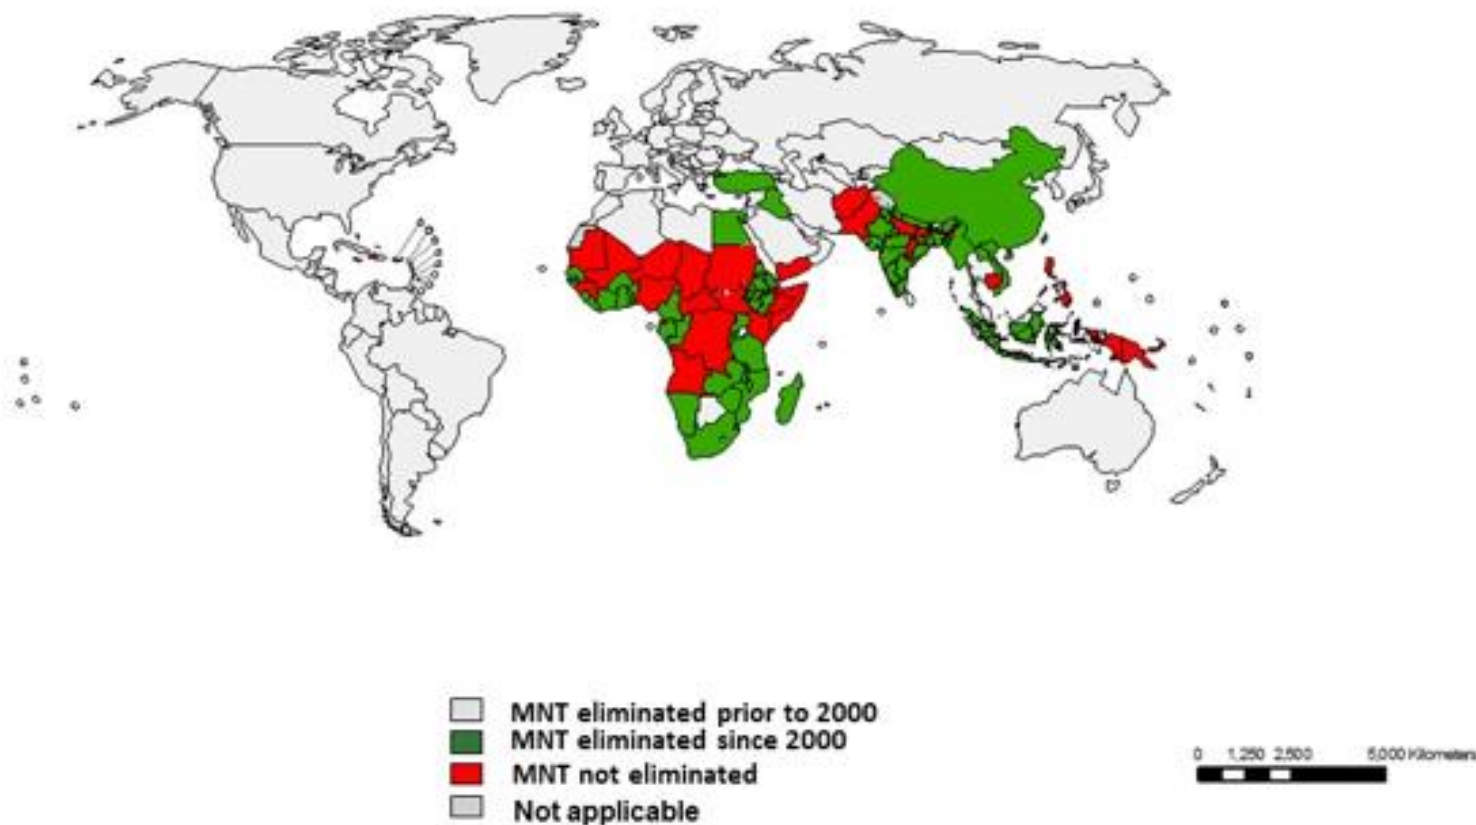 MNT eliminated prior to 2000
MNT eliminated since 2000
MNT not eliminated
Not applicable
0 1,250 2,500 5,000 Kilometers